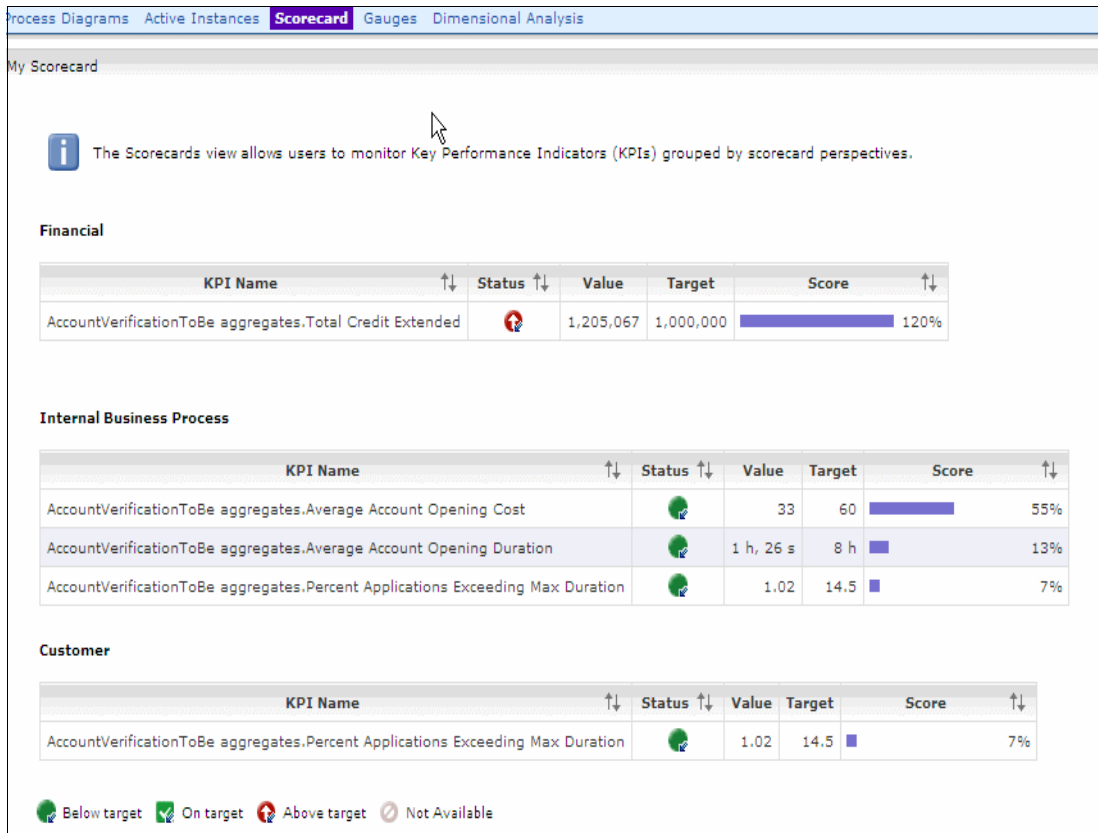 Process Diagrams Active Instances Scorecard Gauges Dimensional Analysis
My Scorecard
The Scorecards view allows users to monitor Key Performance Indicators (KPIs) grouped by scorecard perspectives.
Financial
KPI Name Status Value Target Score
AccountVerificationToBe aggregates.Total Credit Extended 1,205,067 1,000,000 120%
Internal Business Process
KPI Name Status Value Target Score
AccountVerificationToBe aggregates.Average Account Opening Cost 33 60 55%
AccountVerificationToBe aggregates.Average Account Opening Duration 1 h, 26 s 8 h 13%
AccountVerificationToBe aggregates.Percent Applications Exceeding Max Duration 1.02 14.5 7%
Customer
KPI Name Status Value Target Score
AccountVerificationToBe aggregates.Percent Applications Exceeding Max Duration 1.02 14.5 7%
Below target On target Above target Not Available